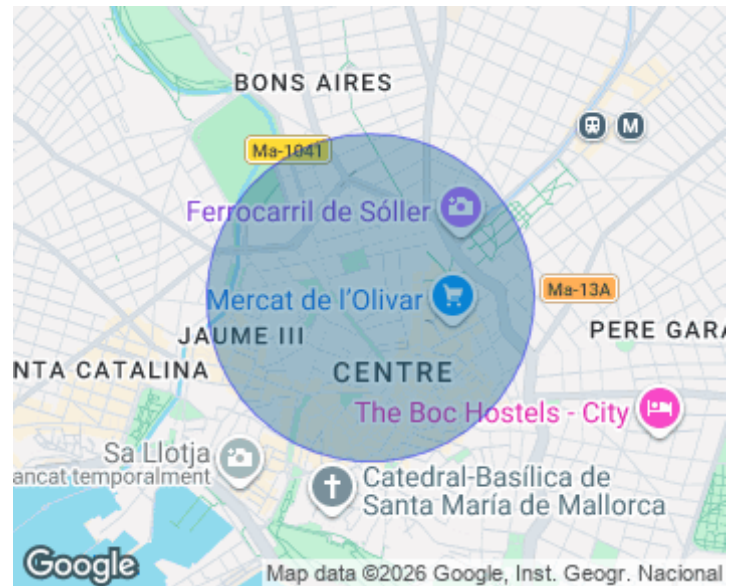 BONS AIRES
Ma-1041
M
Ferrocarril de Sóller
Mercat de l'Olivar
Ma-13A
JAUME III
PERE GARA
NTA CATALINA
CENTRE
The Boc Hostels - City
Sa Llotja
ancat temporalment
Catedral-Basílica de
Santa María de Mallorca
Google
Map data ©2026 Google, Inst. Geogr. Nacional